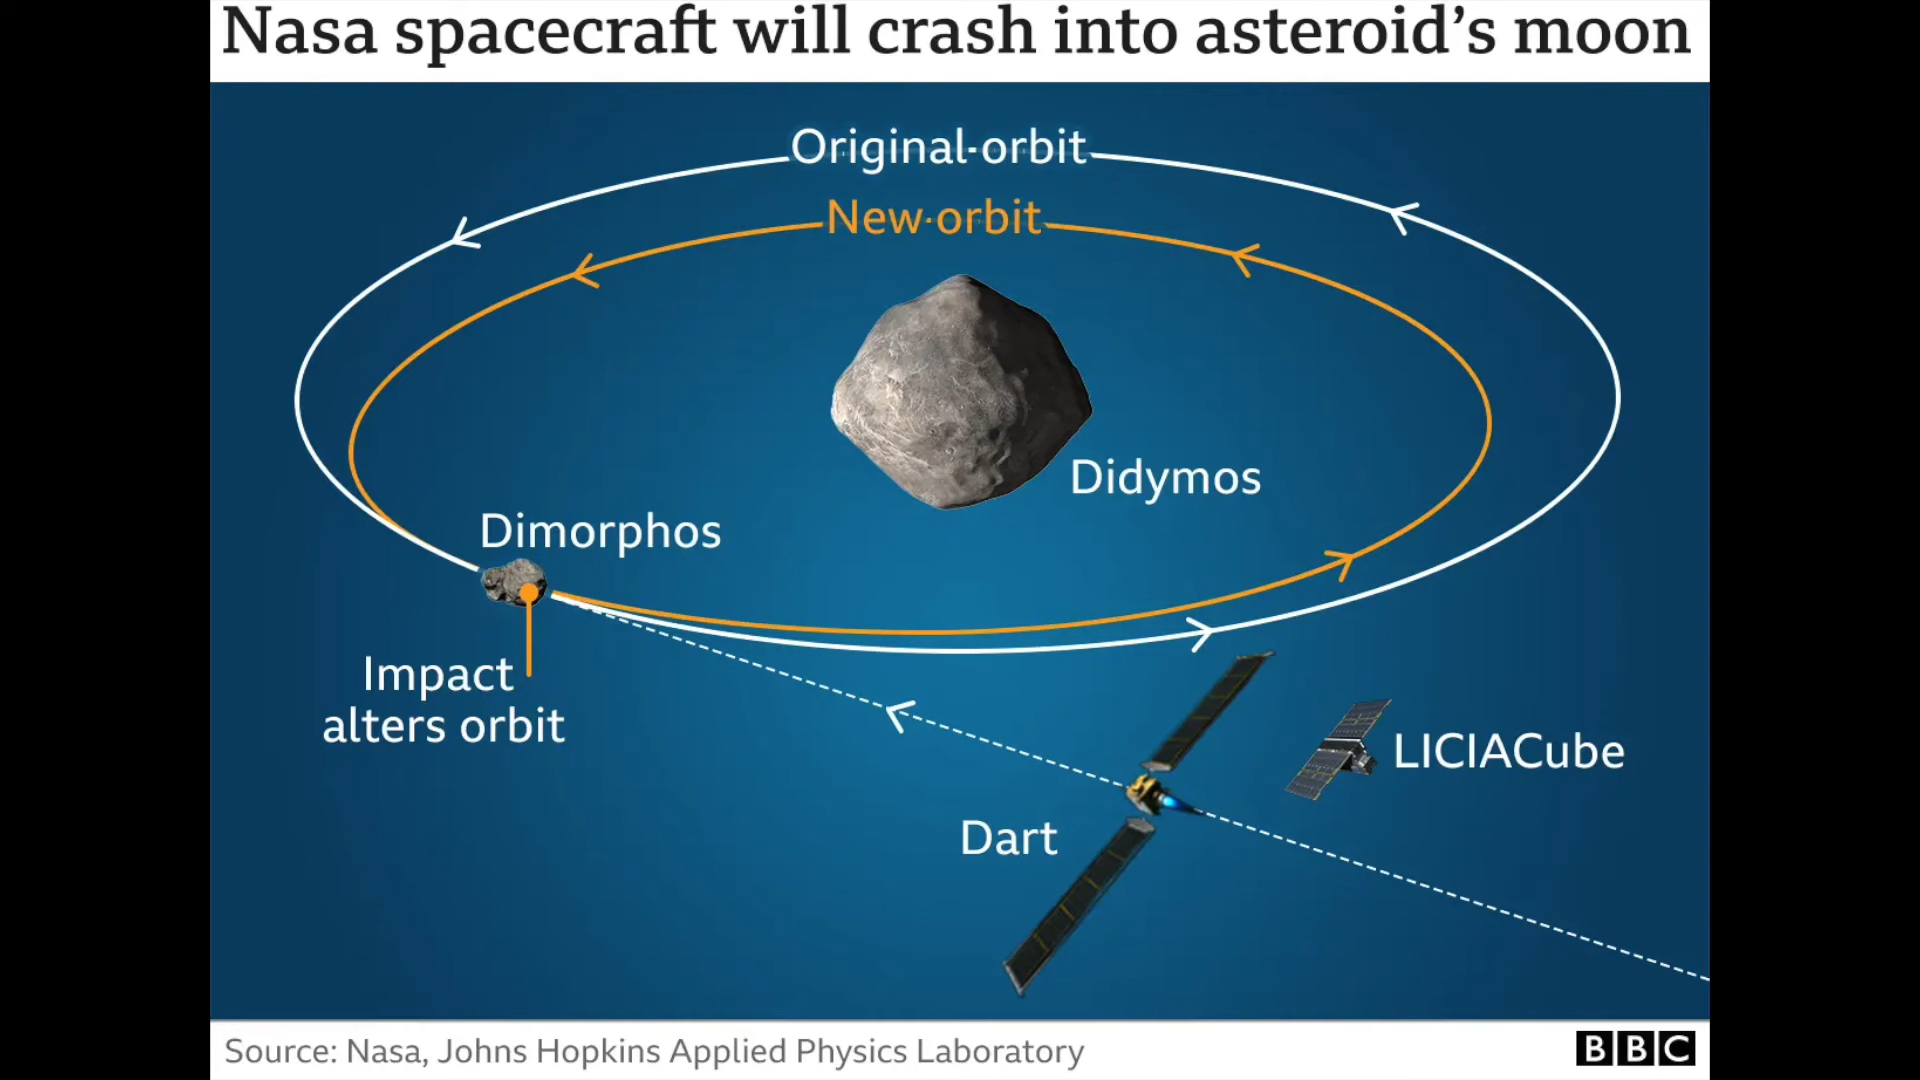 Nasa spacecraft will crash into asteroid's moon
Original orbit
New orbit
Didymos
Dimorphos
Impact
alters orbit
LICIACube
Dart
Source: Nasa, Johns Hopkins Applied Physics Laboratory
BBC